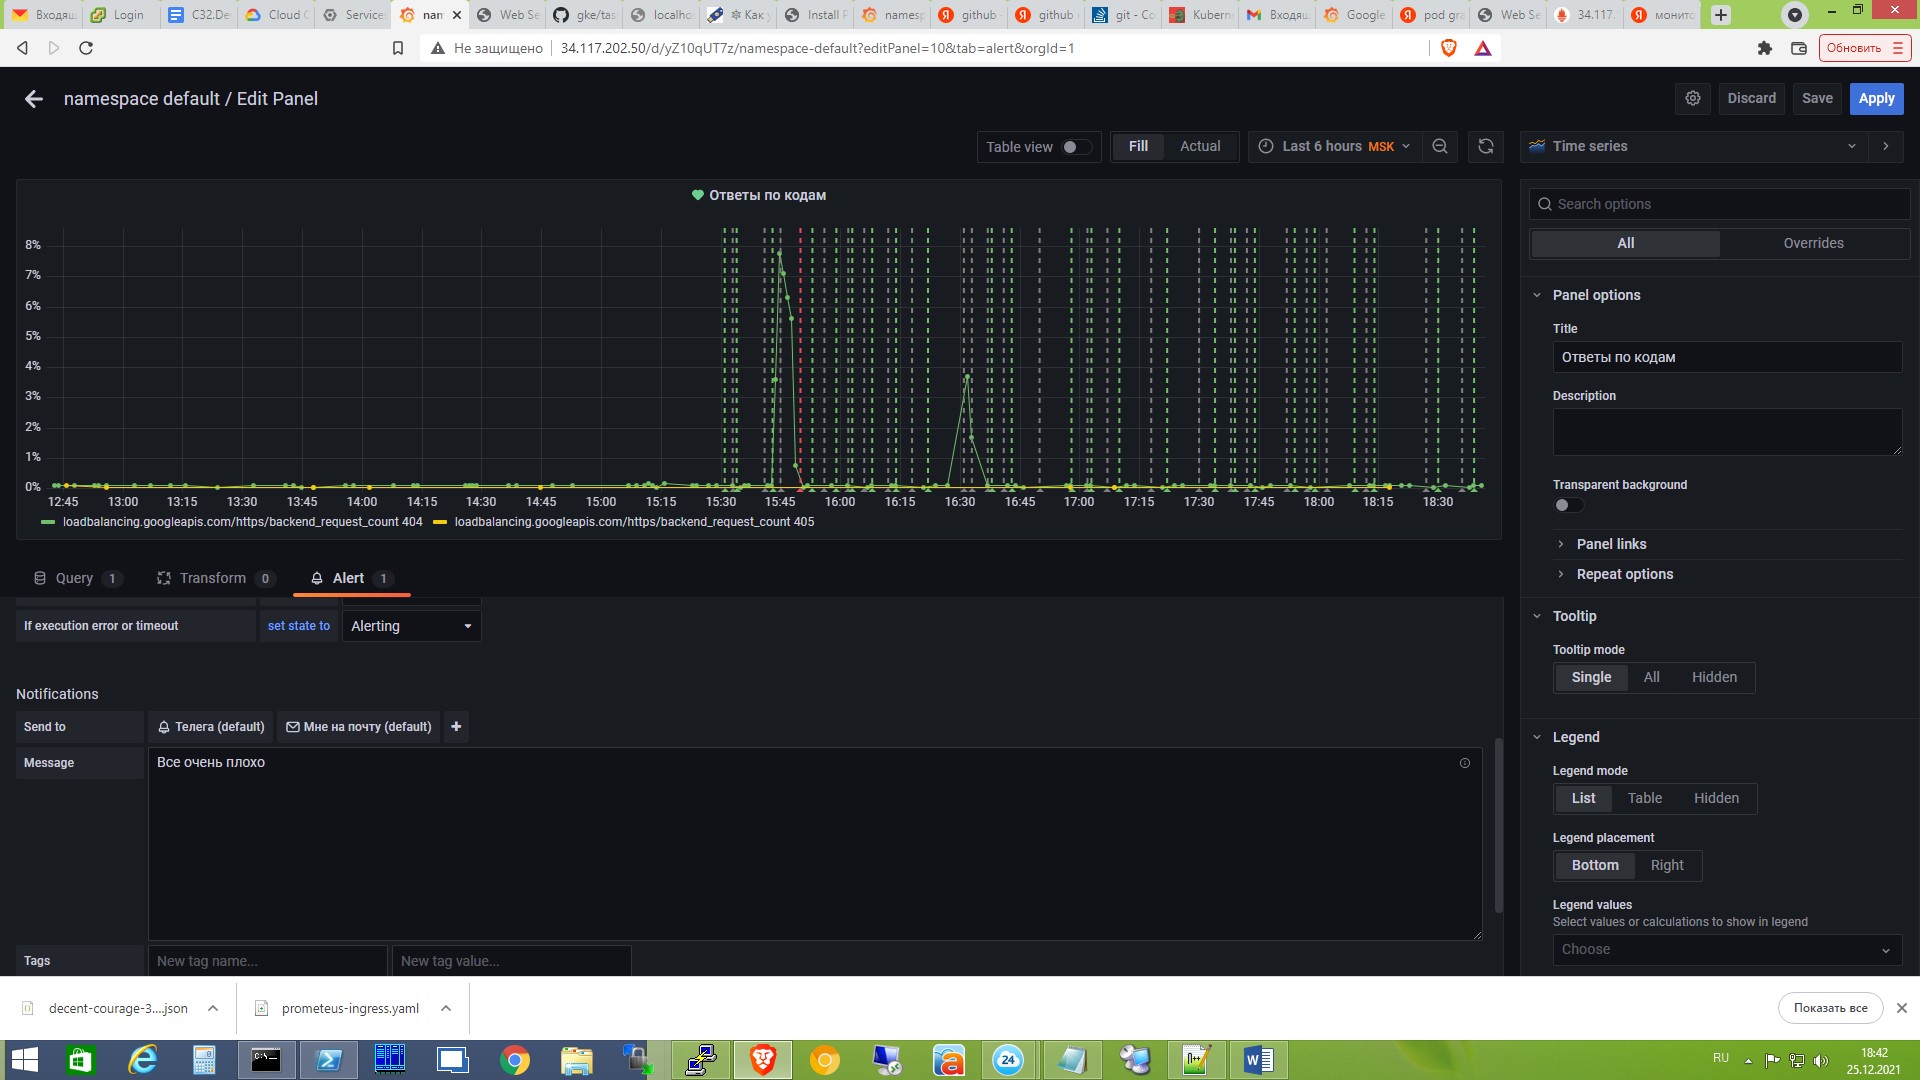 Входящ
Login
C32.De
Cloud C
Service
nam
Web Se
gke/tas
localho
Как
Install P
namesp
github
github
git - Co
Kubern
Входящ
Google
pod gra
Web Se
34.117.
монито
Не защищено
34.117.202.50/d/yZ10qUT7z/namespace-default?editPanel=10&tab=alert&orgId=1
Обновить
namespace default / Edit Panel
Discard
Save
Apply
Table view
Fill
Actual
Last 6 hours MSK
Time series
Ответы по кодам
8%
7%
6%
5%
4%
3%
2%
1%
0%
12:45 13:00 13:15 13:30 13:45 14:00 14:15 14:30 14:45 15:00 15:15 15:30 15:45 16:00 16:15 16:30 16:45 17:00 17:15 17:30 17:45 18:00 18:15 18:30
loadbalancing.googleapis.com/https/backend_request_count 404
loadbalancing.googleapis.com/https/backend_request_count 405
Search options
All
Overrides
Panel options
Title
Ответы по кодам
Description
Transparent background
Panel links
Repeat options
Tooltip
Tooltip mode
Single
All
Hidden
Legend
Legend mode
List
Table
Hidden
Legend placement
Bottom
Right
Legend values
Select values or calculations to show in legend
Choose
Query 1
Transform 0
Alert 1
If execution error or timeout
set state to
Alerting
Notifications
Send to
Телега (default)
Мне на почту (default)
Message
Все очень плохо
Tags
New tag name...
New tag value...
decent-courage-3....json
prometeus-ingress.yaml
Показать все
24
RU
18:42
25.12.2021